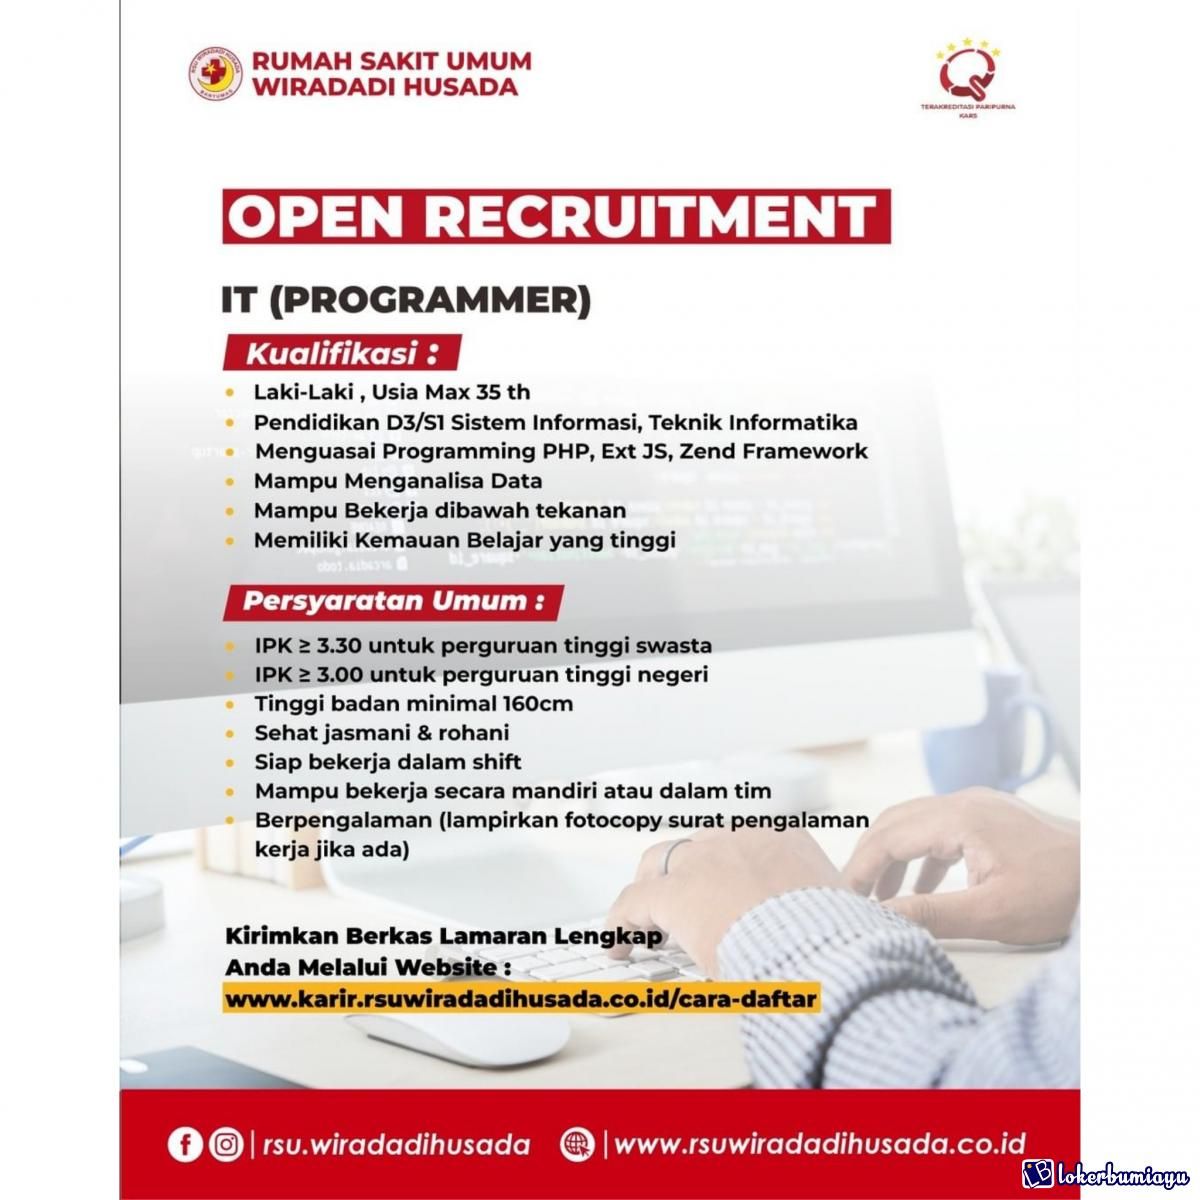 RUMAH SAKIT UMUM
WIRADADI HUSADA
RSU WIRADADI HUSADA
BANYUMAS
TERAKREDITASI PARIPURNA
KARS
OPEN RECRUITMENT
IT (PROGRAMMER)
Kualifikasi :
• Laki-Laki , Usia Max 35 th
• Pendidikan D3/S1 Sistem Informasi, Teknik Informatika
• Menguasai Programming PHP, Ext JS, Zend Framework
• Mampu Menganalisa Data
• Mampu Bekerja dibawah tekanan
• Memiliki Kemauan Belajar yang tinggi
Persyaratan Umum :
• IPK ≥ 3.30 untuk perguruan tinggi swasta
• IPK ≥ 3.00 untuk perguruan tinggi negeri
• Tinggi badan minimal 160cm
• Sehat jasmani & rohani
• Siap bekerja dalam shift
• Mampu bekerja secara mandiri atau dalam tim
• Berpengalaman (lampirkan fotocopy surat pengalaman
kerja jika ada)
Kirimkan Berkas Lamaran Lengkap
Anda Melalui Website :
www.karir.rsuwiradadihusada.co.id/cara-daftar
| rsu.wiradadihusada
| www.rsuwiradadihusada.co.id
lokerbumiayu